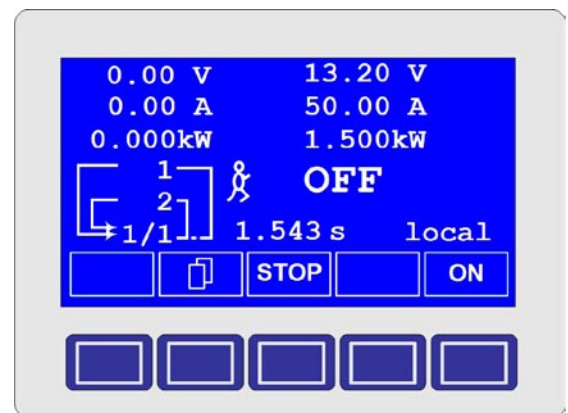 0.00 V 13.20 V
0.00 A 50.00 A
0.000kW 1.500kW
1 OFF
2
1/1 1.543 s local
STOP ON